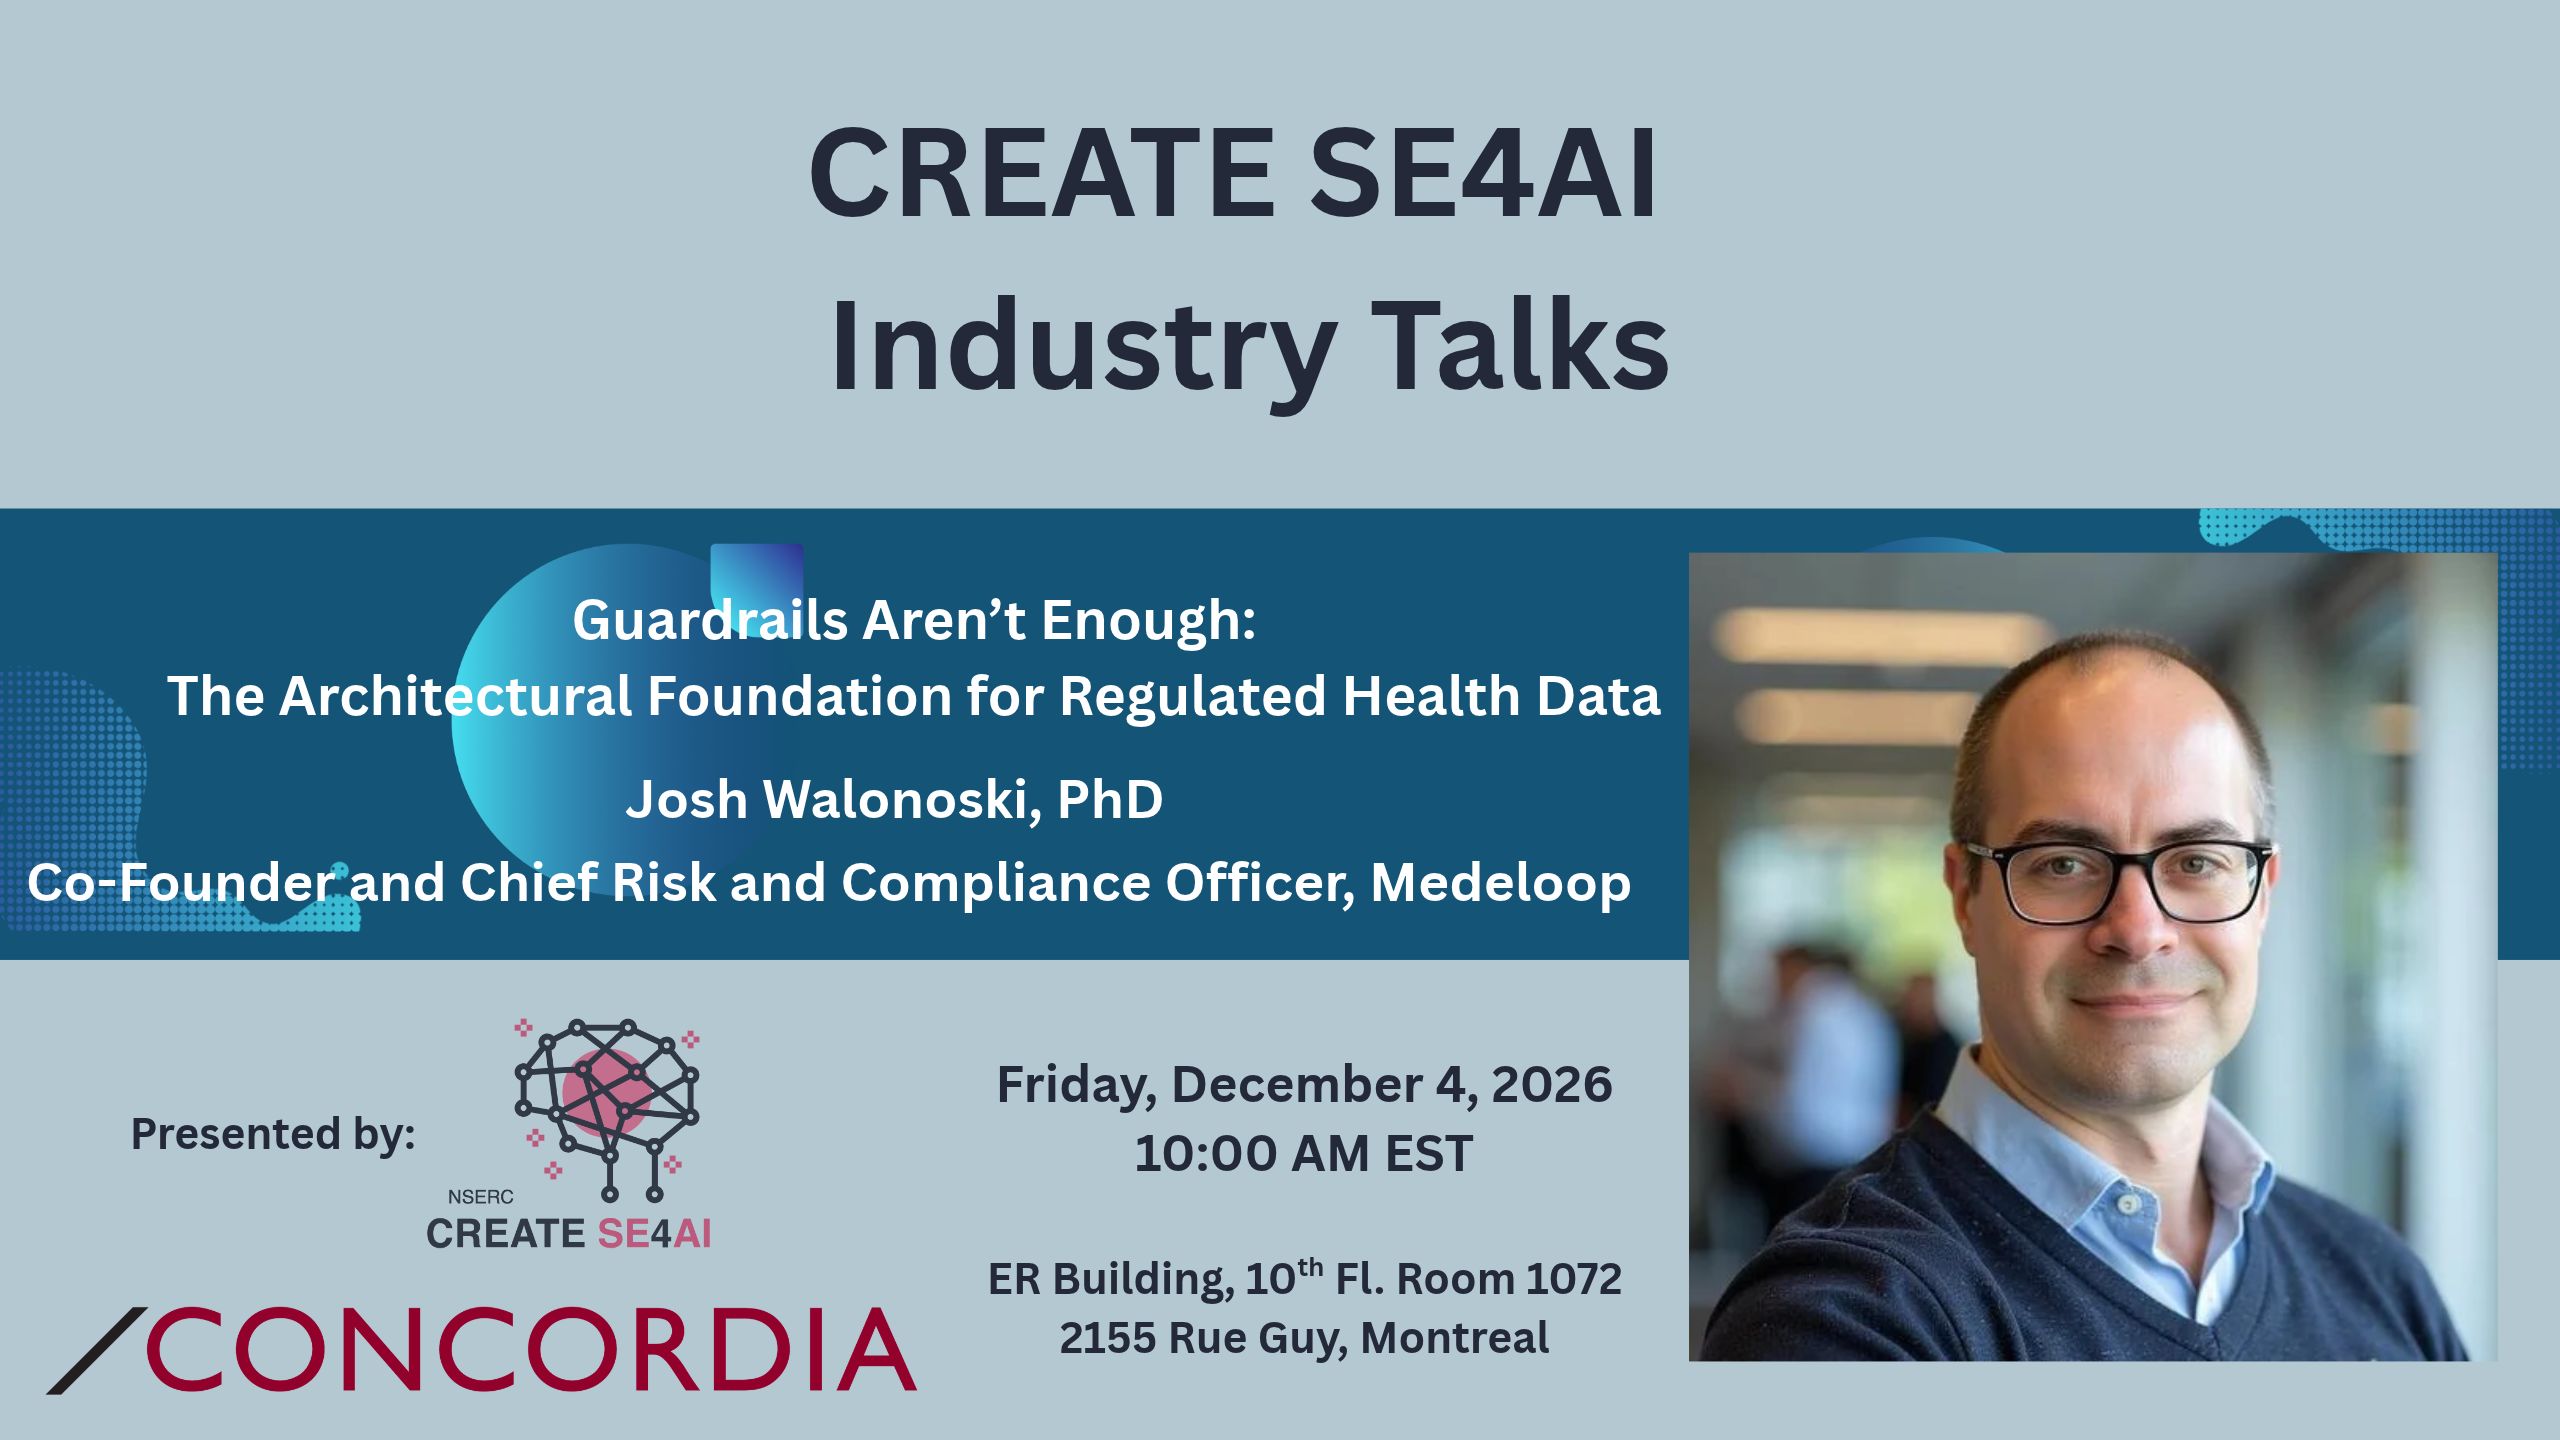 CREATE SE4AI
Industry Talks
Guardrails Aren’t Enough:
The Architectural Foundation for Regulated Health Data
Josh Walonoski, PhD
Co-Founder and Chief Risk and Compliance Officer, Medeloop
Presented by:
NSERC
CREATE SE4AI
CONCORDIA
Friday, December 4, 2026
10:00 AM EST
ER Building, 10th Fl. Room 1072
2155 Rue Guy, Montreal